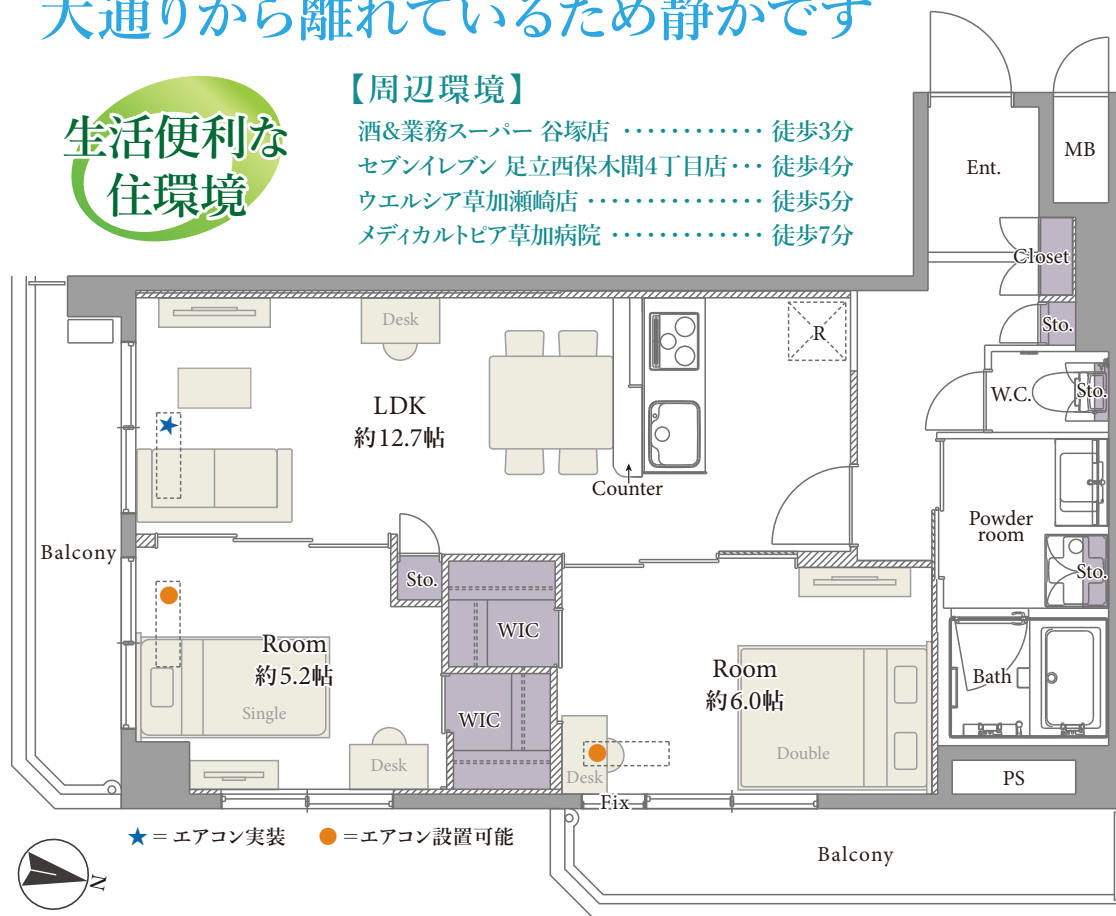 大通りから離れているため静かです
生活便利な
住環境
【周辺環境】
酒&業務スーパー 谷塚店 ・・・・・・・・・・・・ 徒歩3分
セブンイレブン 足立西保木間4丁目店・・・ 徒歩4分
ウエルシア草加瀬崎店 ・・・・・・・・・・・・・・ 徒歩5分
メディカルトピア草加病院 ・・・・・・・・・・・・ 徒歩7分
MB
Ent.
Closet
Sto.
Desk
R
W.C.
Sto.
LDK
約12.7帖
Counter
Powder
room
Balcony
Sto.
Sto.
WIC
Room
約5.2帖
Single
WIC
Room
約6.0帖
Double
Bath
Desk
Desk
PS
Fix
★ = エアコン実装 ● =エアコン設置可能
Balcony
N